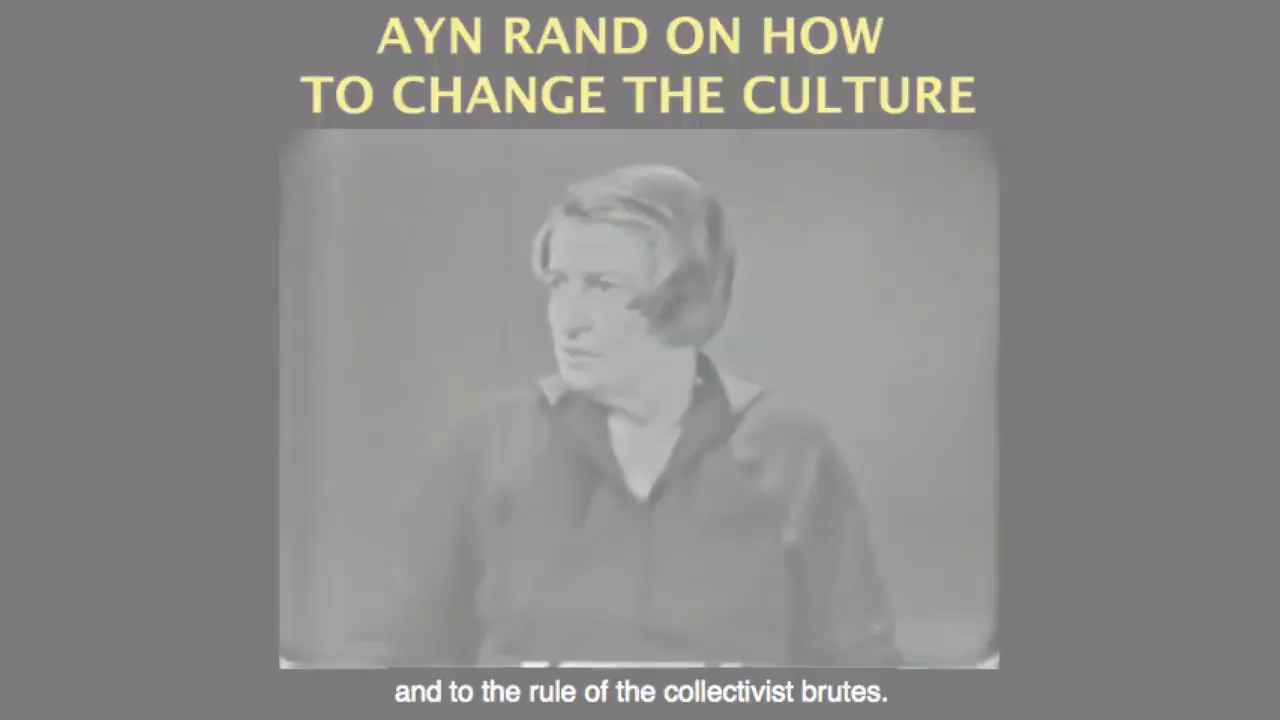 AYN RAND ON HOW
TO CHANGE THE CULTURE
and to the rule of the collectivist brutes.